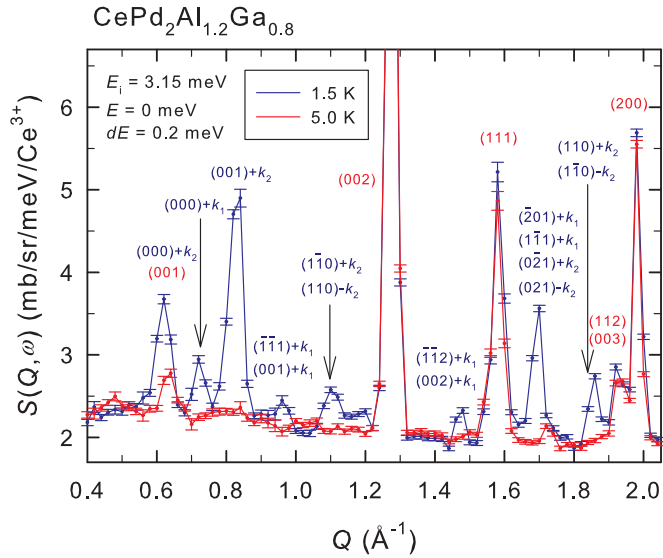 CePd₂Al₁.₂Ga₀.₈
Eᵢ = 3.15 meV
E = 0 meV
dE = 0.2 meV
1.5 K
5.0 K
(000)+k₂
(001)
(000)+k₁
(001)+k₂
(1̅1̅1)+k₁
(001)+k₁
(002)
(11̅0)+k₂
(110)-k₂
(1̅1̅2)+k₁
(002)+k₁
(111)
(2̅01)+k₁
(11̅1)+k₁
(02̅1)+k₂
(021)-k₂
(110)+k₂
(11̅0)-k₂
(112)
(003)
(200)
S(Q,ω) (mb/sr/meV/Ce³⁺)
6
5
4
3
2
0.4 0.6 0.8 1.0 1.2 1.4 1.6 1.8 2.0
Q (Å⁻¹)